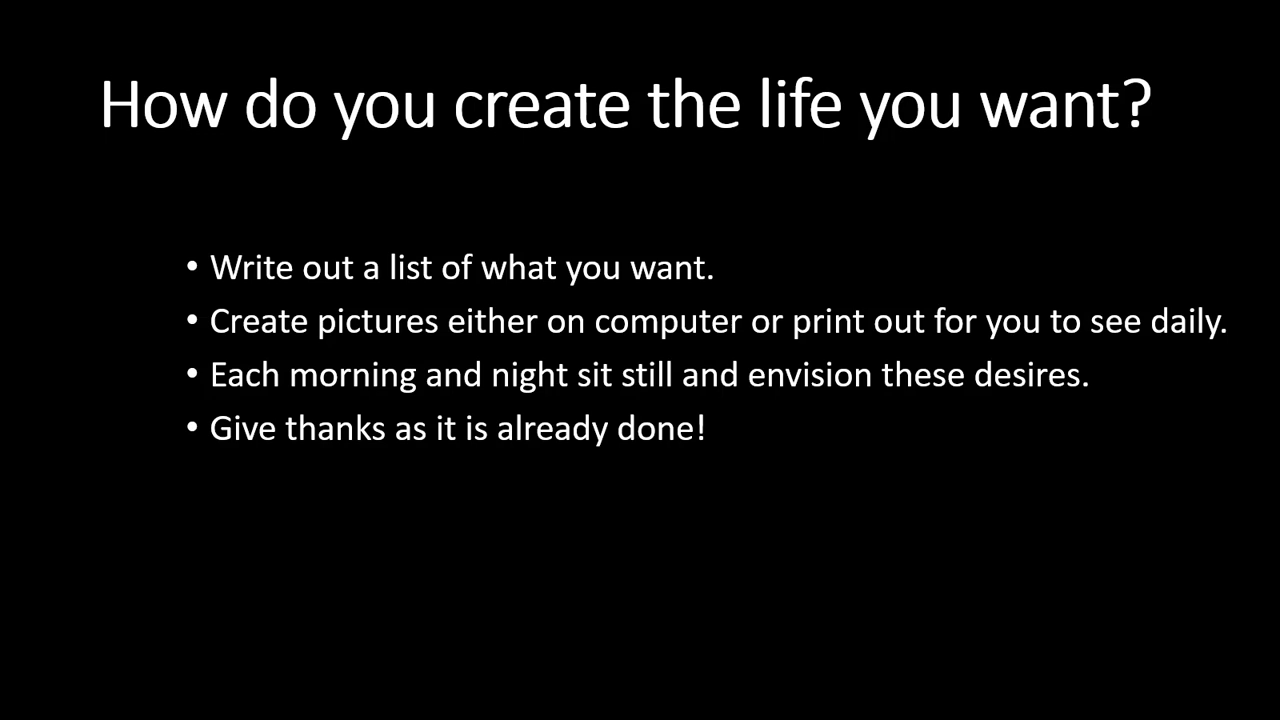 How do you create the life you want?
• Write out a list of what you want.
• Create pictures either on computer or print out for you to see daily.
• Each morning and night sit still and envision these desires.
• Give thanks as it is already done!